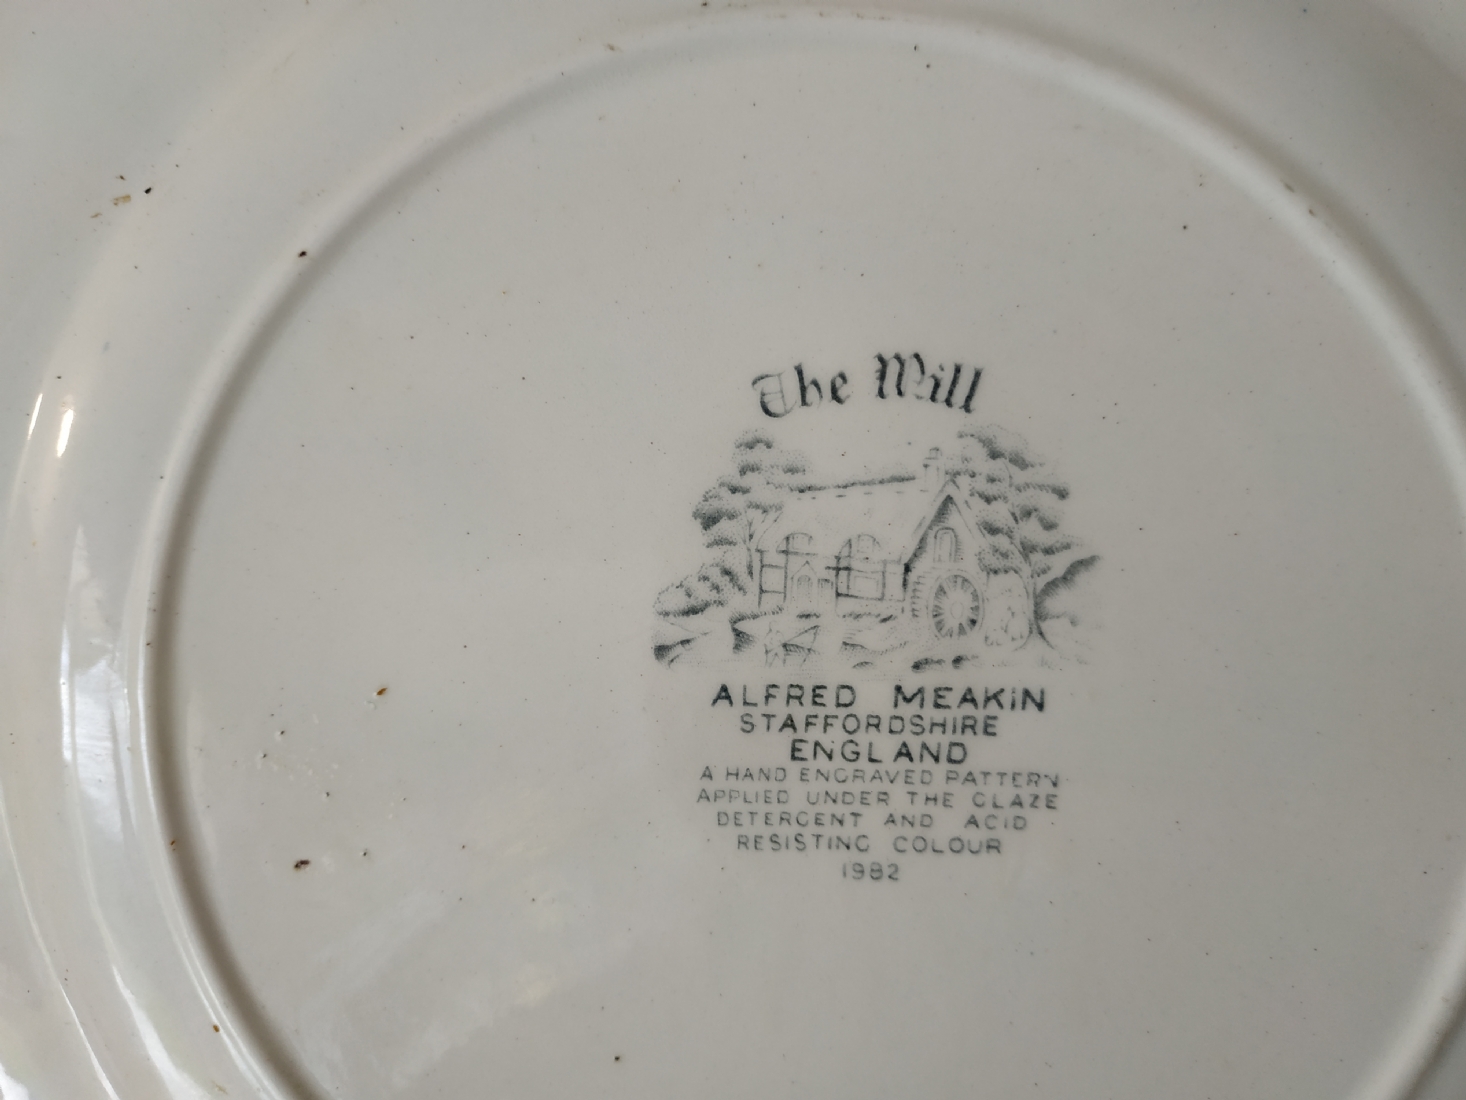 The Mill
ALFRED MEAKIN
STAFFORDSHIRE
ENGLAND
A HAND ENGRAVED PATTERN
APPLIED UNDER THE GLAZE
DETERGENT AND ACID
RESISTING COLOUR
1982